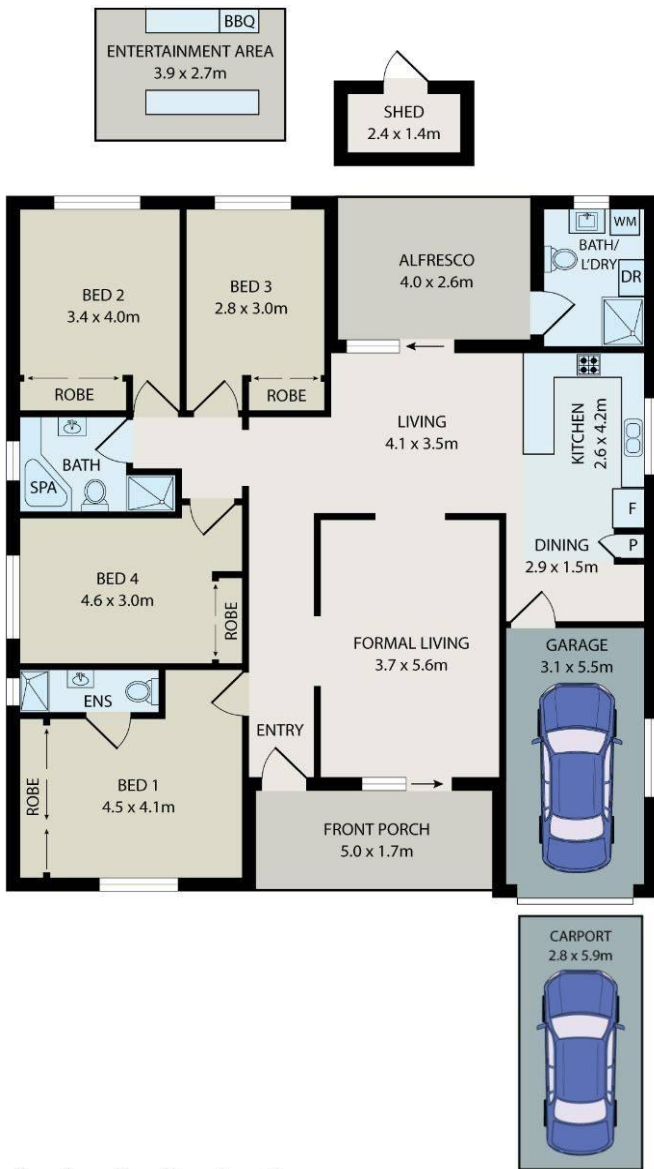 BBQ
ENTERTAINMENT AREA
3.9 x 2.7m
SHED
2.4 x 1.4m
BED 2
3.4 x 4.0m
ROBE
BED 3
2.8 x 3.0m
ROBE
ALFRESCO
4.0 x 2.6m
WM
BATH/
L'DRY
DR
LIVING
4.1 x 3.5m
KITCHEN
2.6 x 4.2m
F
P
DINING
2.9 x 1.5m
BATH
SPA
BED 4
4.6 x 3.0m
ROBE
FORMAL LIVING
3.7 x 5.6m
GARAGE
3.1 x 5.5m
ENS
ENTRY
BED 1
4.5 x 4.1m
ROBE
FRONT PORCH
5.0 x 1.7m
CARPORT
2.8 x 5.9m